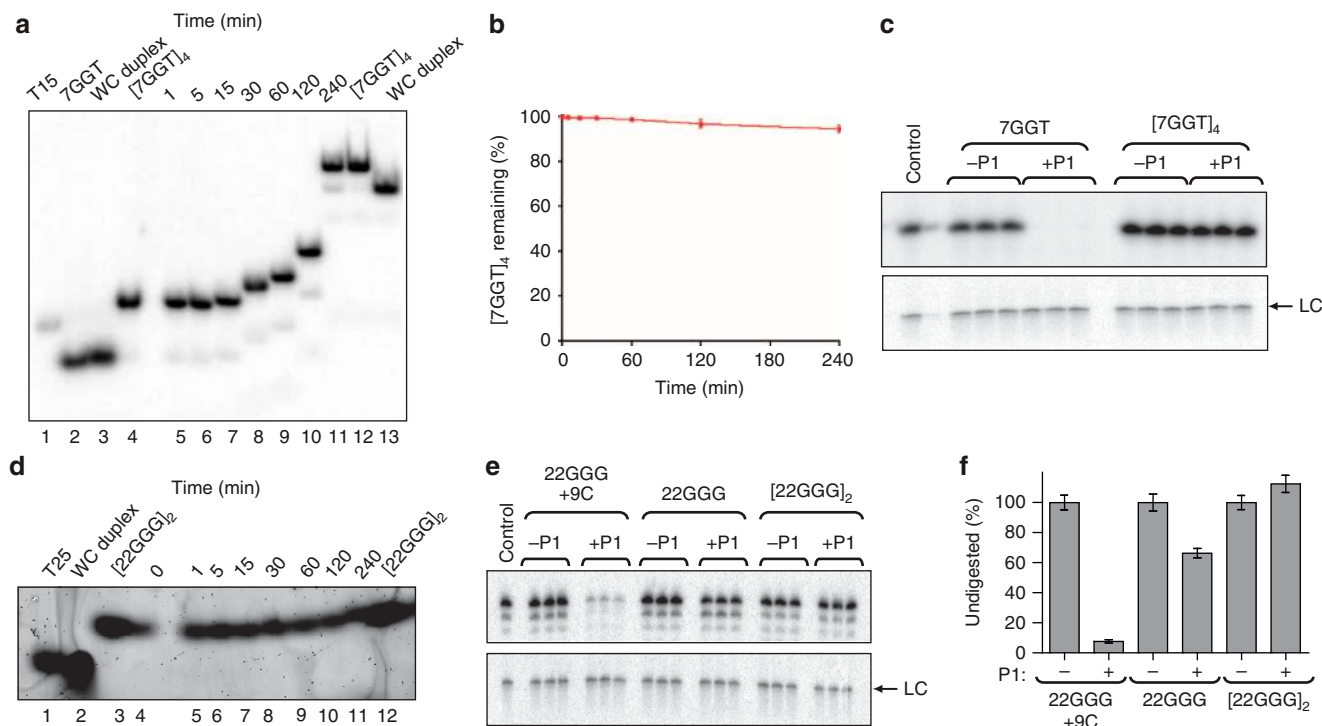 a
Time (min)
T15
7GGT
WC duplex
[7GGT]4
1
5
15
30
60
120
240
[7GGT]4
WC duplex
1 2 3 4 5 6 7 8 9 10 11 12 13
b
[7GGT]4 remaining (%)
100
80
60
40
20
0
0 60 120 180 240
Time (min)
c
Control
7GGT [7GGT]4
–P1 +P1 –P1 +P1
LC
d
Time (min)
T25
WC duplex
[22GGG]2
0
1
5
15
30
60
120
240
[22GGG]2
1 2 3 4 5 6 7 8 9 10 11 12
e
Control
22GGG
+9C
22GGG
[22GGG]2
–P1 +P1 –P1 +P1 –P1 +P1
LC
f
Undigested (%)
100
80
60
40
20
0
P1: – + – + – +
22GGG
+9C
22GGG
[22GGG]2